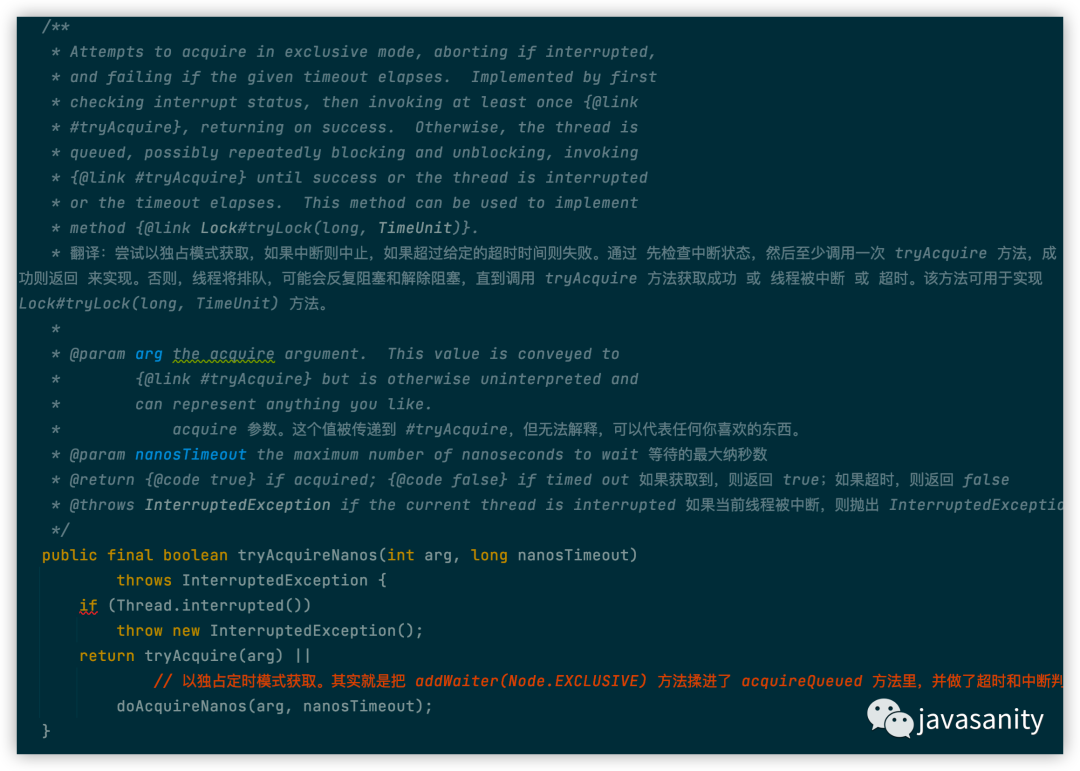 /**
* Attempts to acquire in exclusive mode, aborting if interrupted,
* and failing if the given timeout elapses.  Implemented by first
* checking interrupt status, then invoking at least once {@link
* #tryAcquire}, returning on success.  Otherwise, the thread is
* queued, possibly repeatedly blocking and unblocking, invoking
* {@link #tryAcquire} until success or the thread is interrupted
* or the timeout elapses.  This method can be used to implement
* method {@link Lock#tryLock(long, TimeUnit)}.
* 翻译：尝试以独占模式获取，如果中断则中止，如果超过给定的超时时间则失败。通过 先检查中断状态，然后至少调用一次 tryAcquire 方法，成
功则返回 来实现。否则，线程将排队，可能会反复阻塞和解除阻塞，直到调用 tryAcquire 方法获取成功 或 线程被中断 或 超时。该方法可用于实现
Lock#tryLock(long, TimeUnit) 方法。
*
* @param arg the acquire argument.  This value is conveyed to
*        {@link #tryAcquire} but is otherwise uninterpreted and
*        can represent anything you like.
*            acquire 参数。这个值被传递到 #tryAcquire，但无法解释，可以代表任何你喜欢的东西。
* @param nanosTimeout the maximum number of nanoseconds to wait 等待的最大纳秒数
* @return {@code true} if acquired; {@code false} if timed out 如果获取到，则返回 true；如果超时，则返回 false
* @throws InterruptedException if the current thread is interrupted 如果当前线程被中断，则抛出 InterruptedExceptio
*/
public final boolean tryAcquireNanos(int arg, long nanosTimeout)
throws InterruptedException {
if (Thread.interrupted())
throw new InterruptedException();
return tryAcquire(arg) ||
// 以独占定时模式获取。其实就是把 addWaiter(Node.EXCLUSIVE) 方法揉进了 acquireQueued 方法里，并做了超时和中断判
doAcquireNanos(arg, nanosTimeout);
}
javasanity